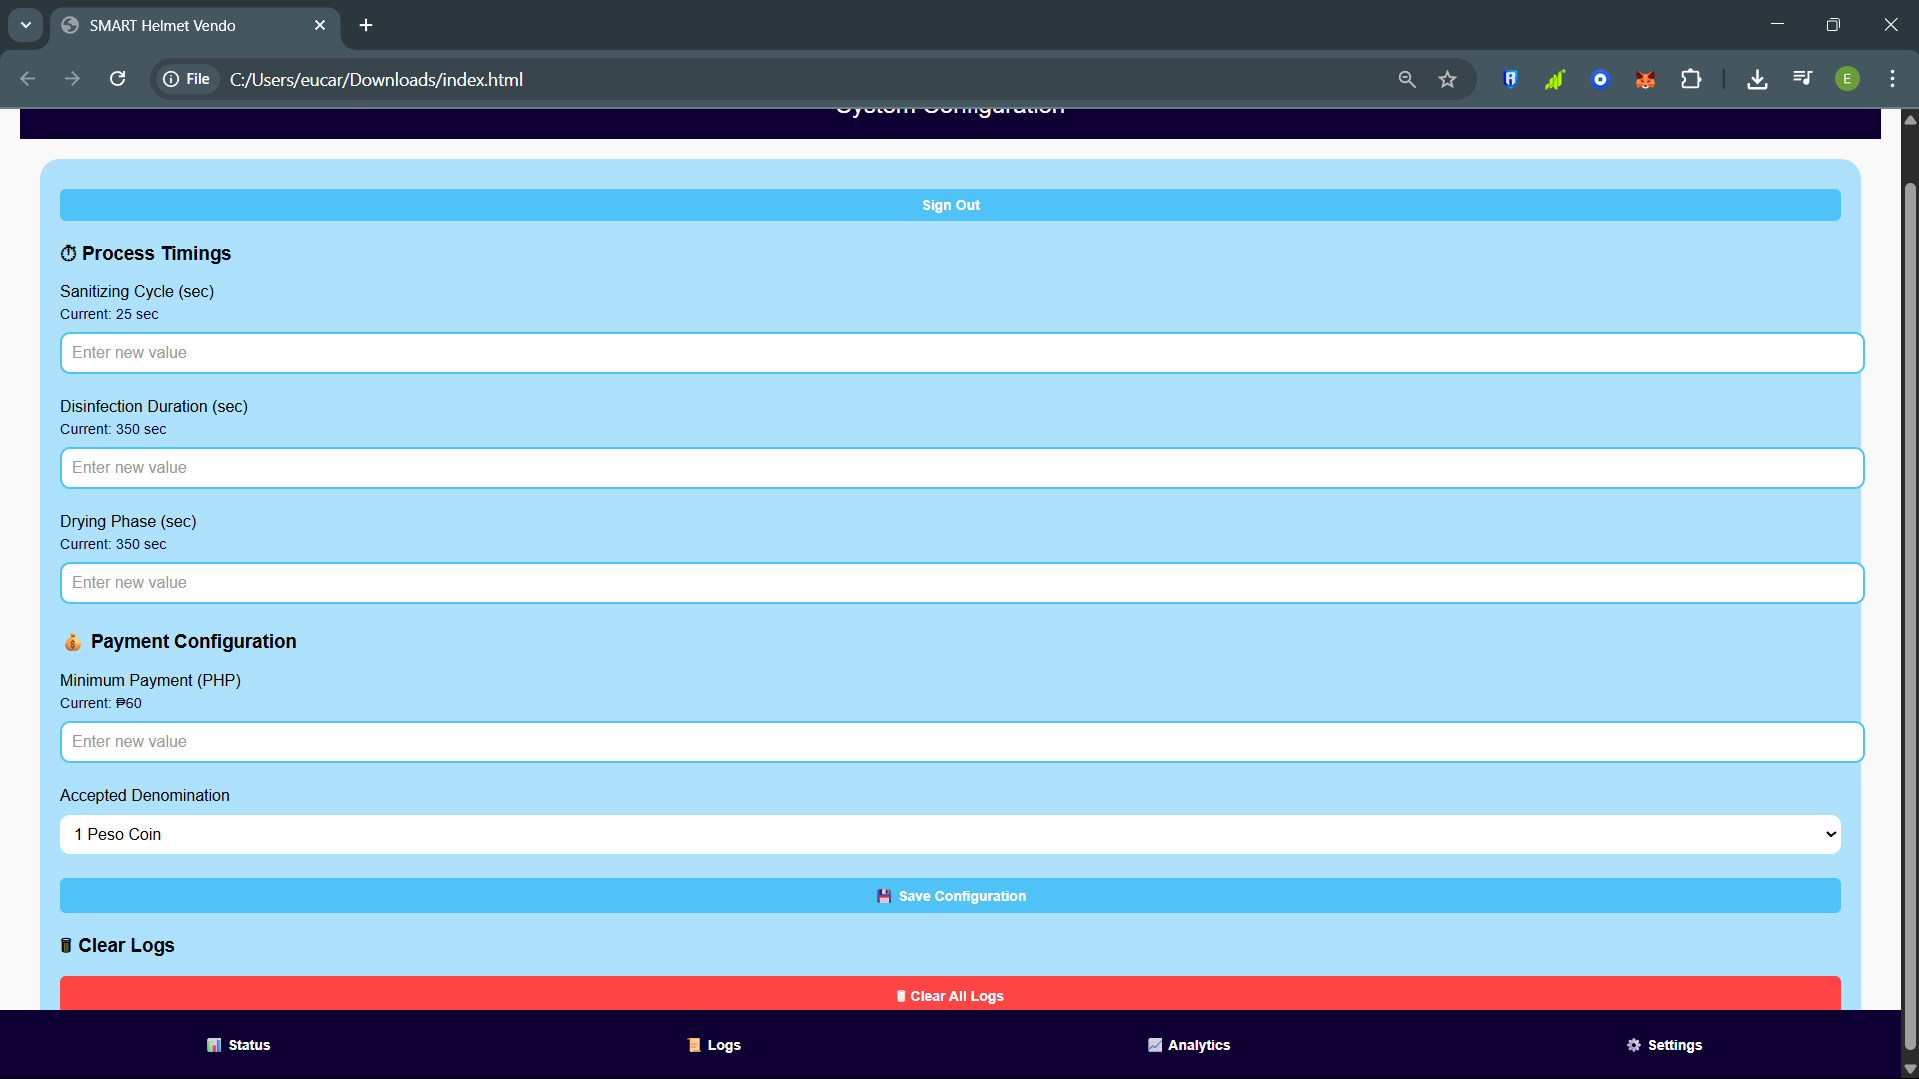 SMART Helmet Vendo
File C:/Users/eucar/Downloads/index.html
E
System Configuration
Sign Out
Process Timings
Sanitizing Cycle (sec)
Current: 25 sec
Enter new value
Disinfection Duration (sec)
Current: 350 sec
Enter new value
Drying Phase (sec)
Current: 350 sec
Enter new value
Payment Configuration
Minimum Payment (PHP)
Current: ₱60
Enter new value
Accepted Denomination
1 Peso Coin
Save Configuration
Clear Logs
Clear All Logs
Status Logs Analytics Settings